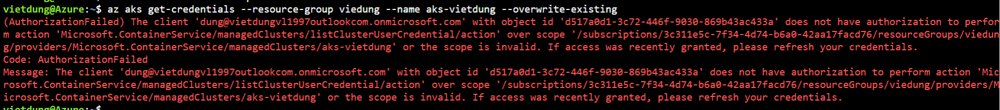 vietdung@Azure:~$ az aks get-credentials --resource-group viedung --name aks-vietdung --overwrite-existing
(AuthorizationFailed) The client 'dung@vietdungvl1997outlookcom.onmicrosoft.com' with object id 'd517a0d1-3c72-446f-9030-869b43ac433a' does not have authorization to perfor
m action 'Microsoft.ContainerService/managedClusters/listClusterUserCredential/action' over scope '/subscriptions/3c311e5c-7f34-4d74-b6a0-42aa17facd76/resourceGroups/viedun
g/providers/Microsoft.ContainerService/managedClusters/aks-vietdung' or the scope is invalid. If access was recently granted, please refresh your credentials.
Code: AuthorizationFailed
Message: The client 'dung@vietdungvl1997outlookcom.onmicrosoft.com' with object id 'd517a0d1-3c72-446f-9030-869b43ac433a' does not have authorization to perform action 'Mic
rosoft.ContainerService/managedClusters/listClusterUserCredential/action' over scope '/subscriptions/3c311e5c-7f34-4d74-b6a0-42aa17facd76/resourceGroups/viedung/providers/M
icrosoft.ContainerService/managedClusters/aks-vietdung' or the scope is invalid. If access was recently granted, please refresh your credentials.
vietdung@Azure:~$